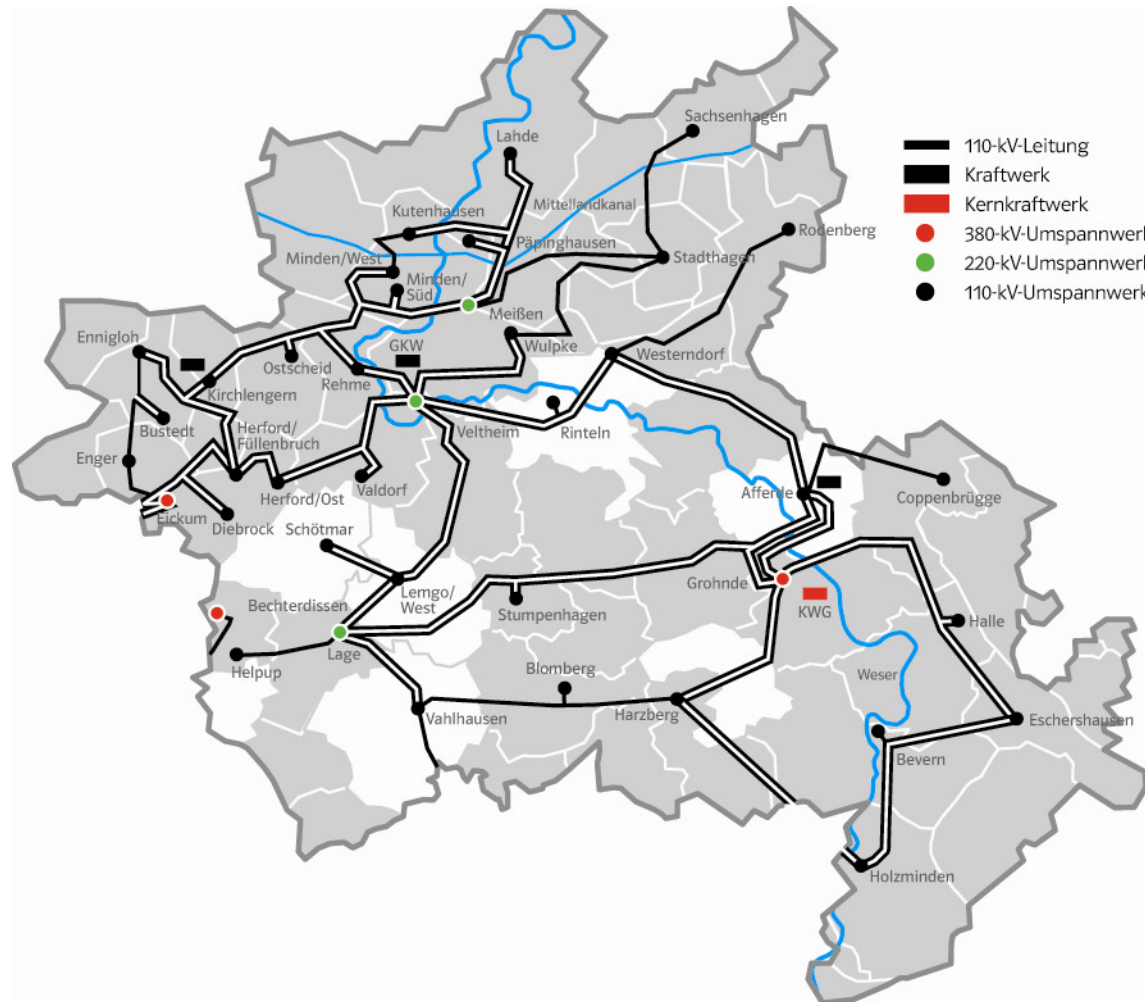 Sachsenhagen
Lahde
110-kV-Leitung
Kraftwerk
Kernkraftwerk
380-kV-Umspannwerk
220-kV-Umspannwerk
110-kV-Umspannwerk
Mittellandkanal
Kutenhausen
Rodenberg
Päpinghausen
Stadthagen
Minden/West
Minden/
Süd
Meißen
Ennigloh
GKW
Wulpke
Westerndorf
Ostscheid
Rehme
Kirchlengern
Bustedt
Herford/
Füllenbruch
Veltheim
Rinteln
Enger
Herford/Ost
Valdorf
Afferde
Coppenbrügge
Eickum
Diebrock
Schötmar
Grohnde
KWG
Bechterdissen
Lemgo/
West
Stumpenhagen
Halle
Helpup
Lage
Blomberg
Weser
Vahlhausen
Harzberg
Eschershausen
Bevern
Holzminden